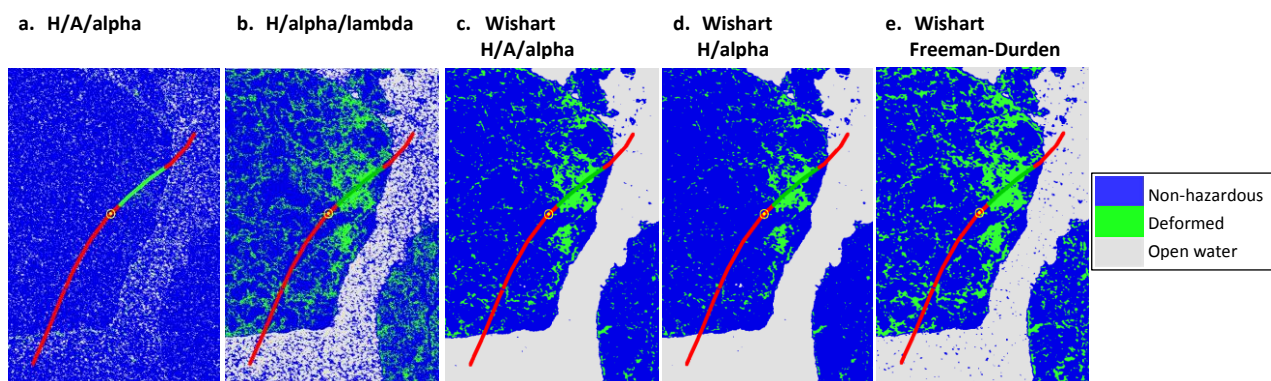 a. H/A/alpha
b. H/alpha/lambda
c. Wishart
H/A/alpha
d. Wishart
H/alpha
e. Wishart
Freeman-Durden
Non-hazardous
Deformed
Open water